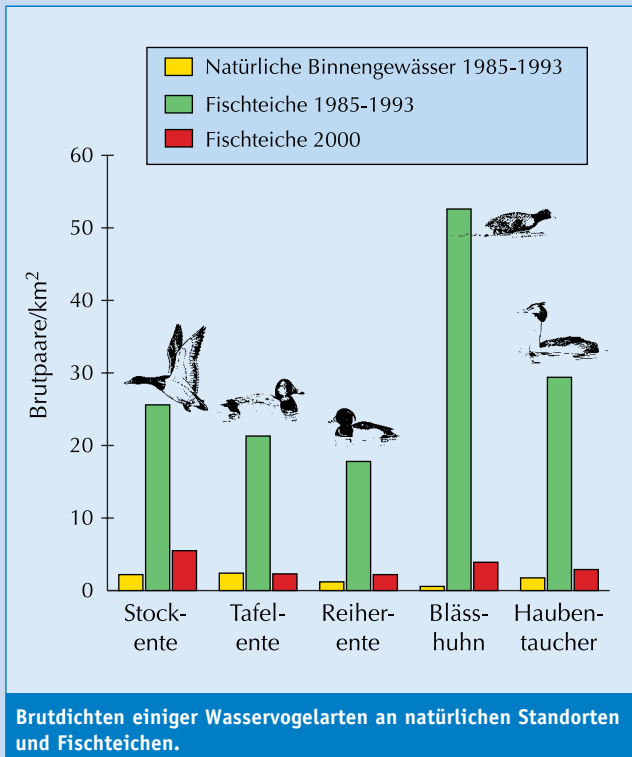 Natürliche Binnengewässer 1985-1993
Fischteiche 1985-1993
Fischteiche 2000
60
50
40
30
20
10
0
Brutpaare/km²
Stock-
ente
Tafel-
ente
Reiher-
ente
Bläss-
huhn
Hauben-
taucher
Brutdichten einiger Wasservogelarten an natürlichen Standorten
und Fischteichen.